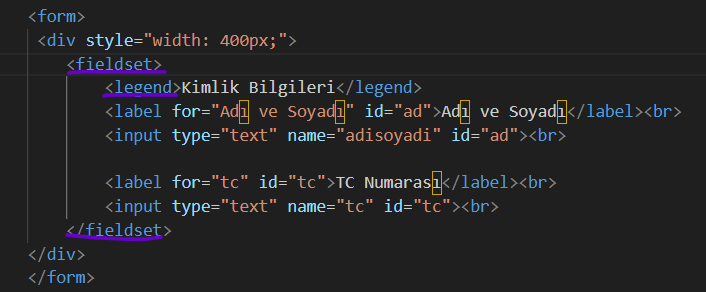 <form>
<div style="width: 400px;">
<fieldset>
<legend>Kimlik Bilgileri</legend>
<label for="Adı ve Soyadı" id="ad">Adı ve Soyadı</label><br>
<input type="text" name="adisoyadi" id="ad"><br>
<label for="tc" id="tc">TC Numarası</label><br>
<input type="text" name="tc" id="tc"><br>
</fieldset>
</div>
</form>